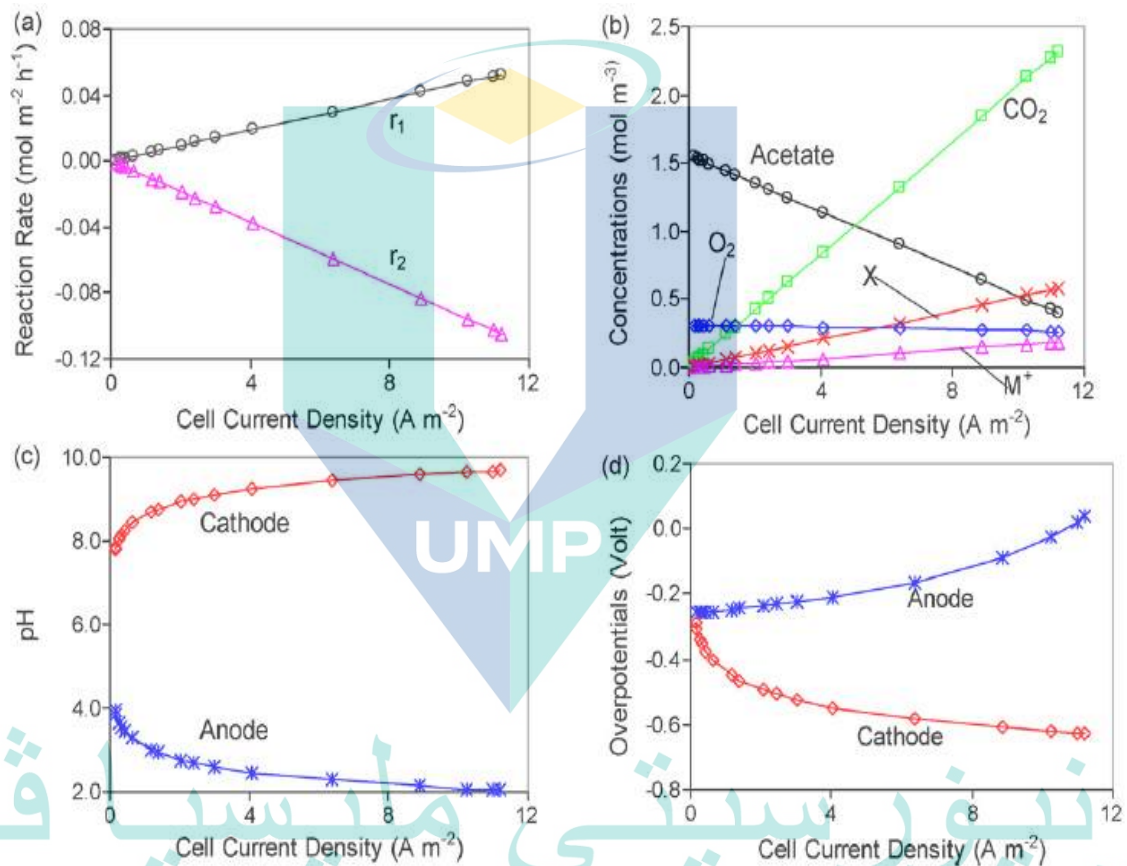 (a)
0.08
0.04
0.00
-0.04
-0.08
-0.12
Reaction Rate (mol m⁻² h⁻¹)
r₁
r₂
0
4
8
12
Cell Current Density (A m⁻²)
(b)
2.5
2.0
1.5
1.0
0.5
0.0
Concentrations (mol m⁻³)
CO₂
Acetate
O₂
X
M⁺
0
4
8
12
Cell Current Density (A m⁻²)
(c)
10.0
8.0
6.0
4.0
2.0
pH
Cathode
Anode
0
4
8
12
Cell Current Density (A m⁻²)
(d)
0.2
0.0
-0.2
-0.4
-0.6
-0.8
Overpotentials (Volt)
Anode
Cathode
0
4
8
12
Cell Current Density (A m⁻²)
UMP